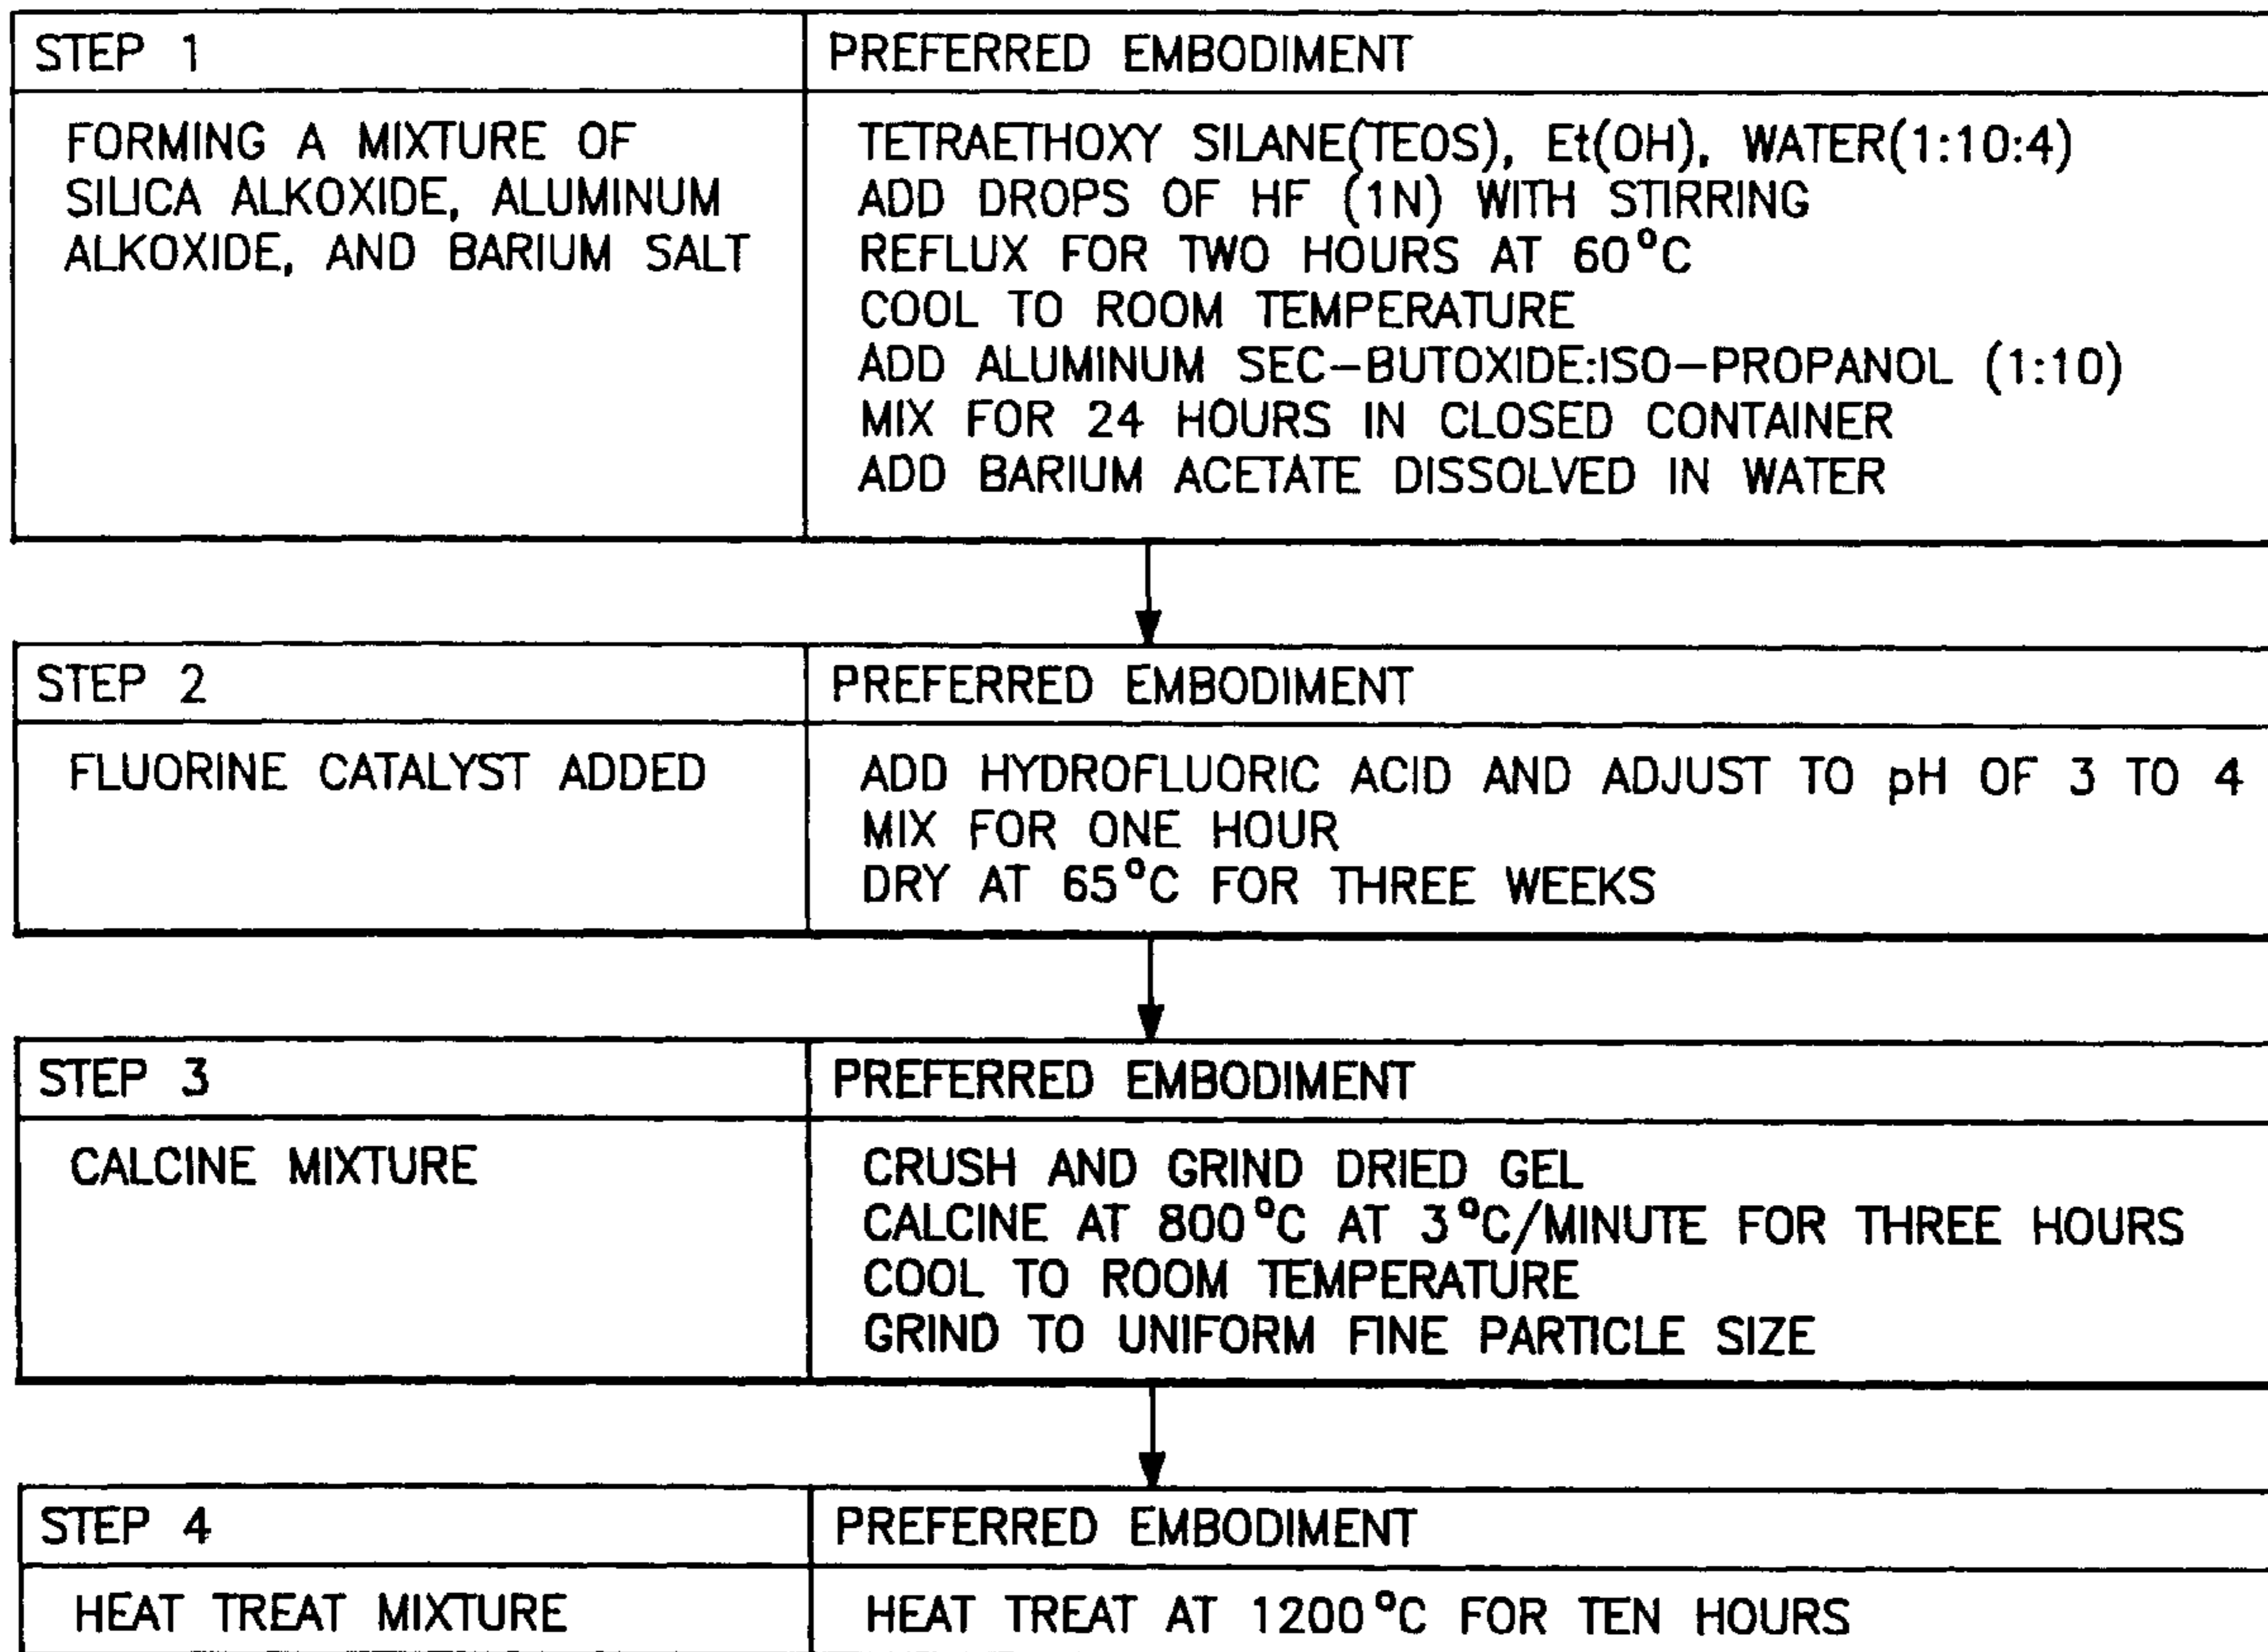 STEP 1
PREFERRED EMBODIMENT
FORMING A MIXTURE OF
SILICA ALKOXIDE, ALUMINUM
ALKOXIDE, AND BARIUM SALT
TETRAETHOXY SILANE(TEOS), Et(OH), WATER(1:10:4)
ADD DROPS OF HF (1N) WITH STIRRING
REFLUX FOR TWO HOURS AT 60°C
COOL TO ROOM TEMPERATURE
ADD ALUMINUM SEC-BUTOXIDE:ISO-PROPANOL (1:10)
MIX FOR 24 HOURS IN CLOSED CONTAINER
ADD BARIUM ACETATE DISSOLVED IN WATER
STEP 2
PREFERRED EMBODIMENT
FLUORINE CATALYST ADDED
ADD HYDROFLUORIC ACID AND ADJUST TO pH OF 3 TO 4
MIX FOR ONE HOUR
DRY AT 65°C FOR THREE WEEKS
STEP 3
PREFERRED EMBODIMENT
CALCINE MIXTURE
CRUSH AND GRIND DRIED GEL
CALCINE AT 800°C AT 3°C/MINUTE FOR THREE HOURS
COOL TO ROOM TEMPERATURE
GRIND TO UNIFORM FINE PARTICLE SIZE
STEP 4
PREFERRED EMBODIMENT
HEAT TREAT MIXTURE
HEAT TREAT AT 1200°C FOR TEN HOURS